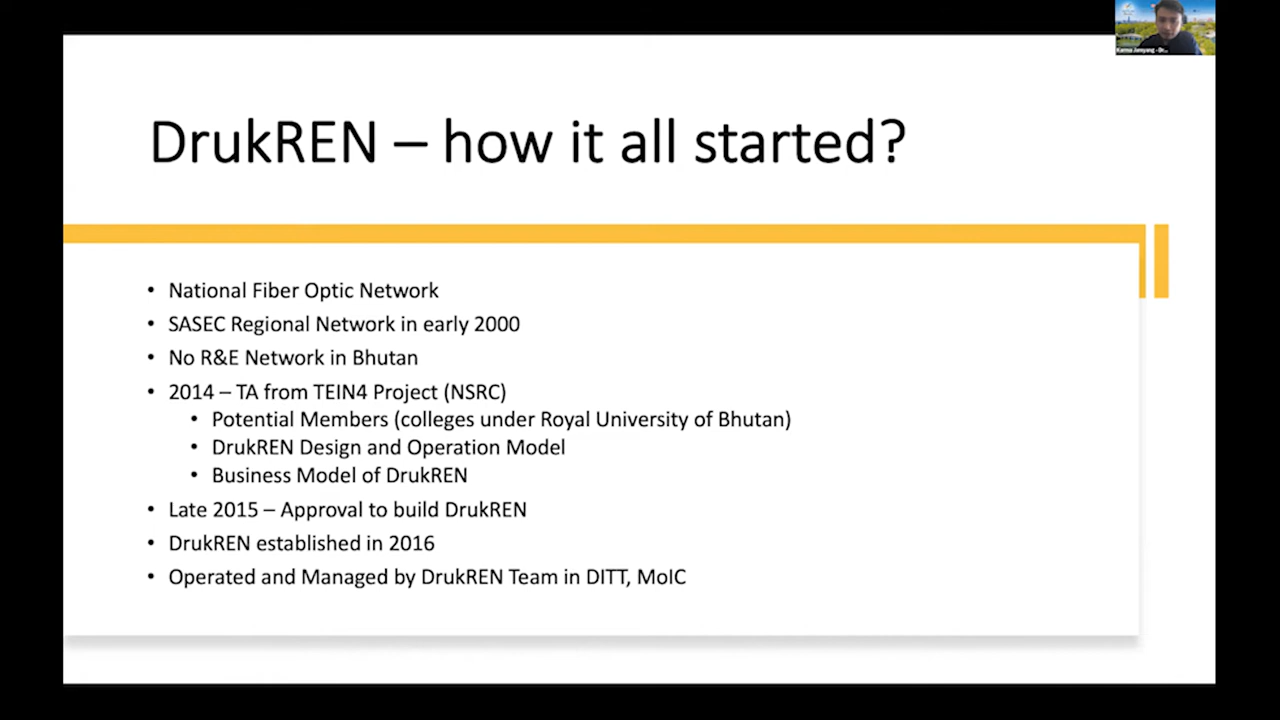 Karma Jamyang - Dr...
DrukREN – how it all started?
• National Fiber Optic Network
• SASEC Regional Network in early 2000
• No R&E Network in Bhutan
• 2014 – TA from TEIN4 Project (NSRC)
• Potential Members (colleges under Royal University of Bhutan)
• DrukREN Design and Operation Model
• Business Model of DrukREN
• Late 2015 – Approval to build DrukREN
• DrukREN established in 2016
• Operated and Managed by DrukREN Team in DITT, MoIC